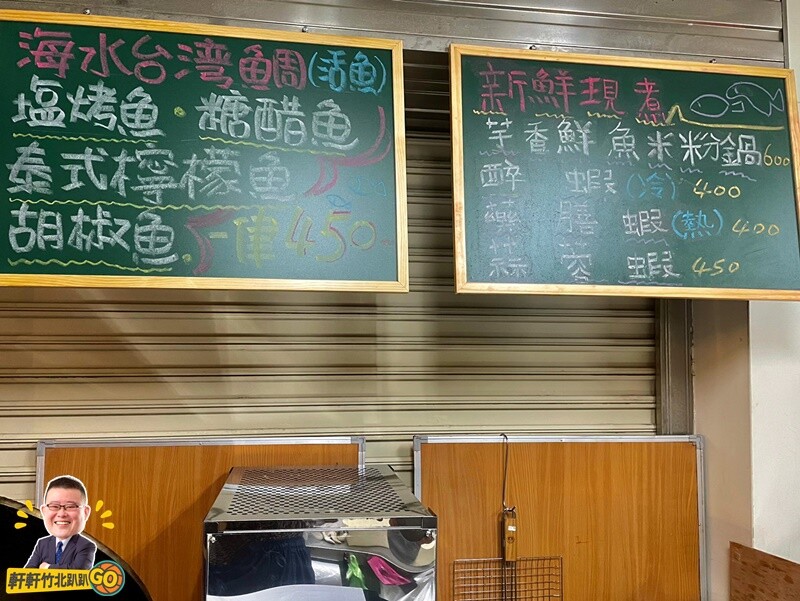 海水台湾鯛(活魚)
塩烤魚·糖醋魚
泰式檸檬魚
胡椒魚 一律450
新鮮現煮
芋香鮮魚米粉鍋600
醉蝦(冷)400
藥膳蝦(熱)400
蒜蓉蝦450
軒軒竹北趴趴GO